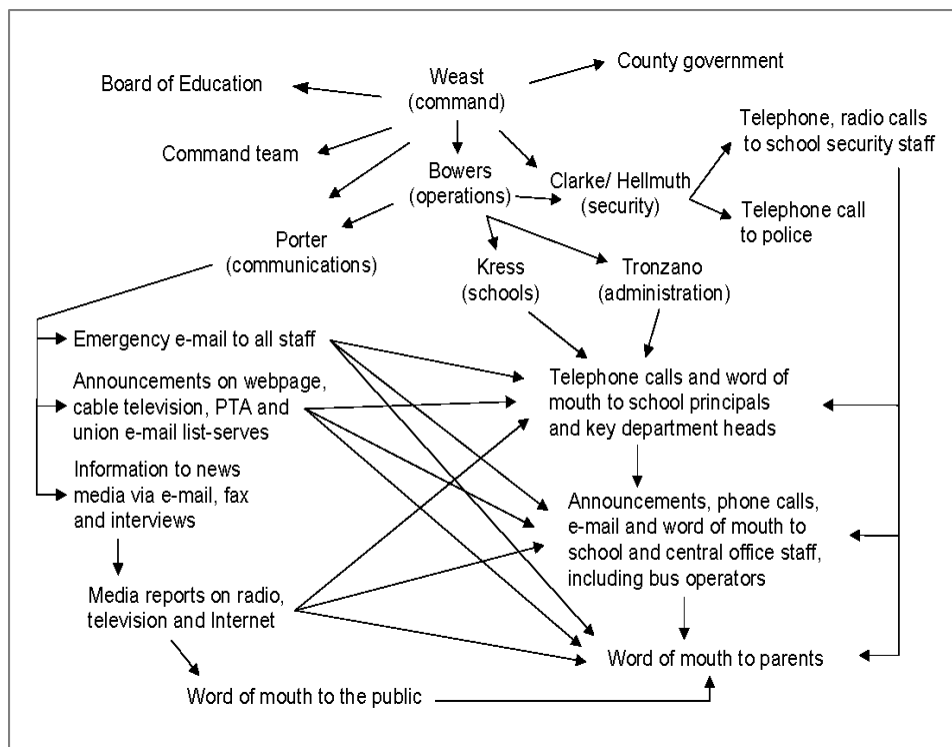 County government
Weast
(command)
Board of Education
Telephone, radio calls
to school security staff
Command team
Bowers
(operations)
Clarke/ Hellmuth
(security)
Telephone call
to police
Porter
(communications)
Kress
(schools)
Tronzano
(administration)
Emergency e-mail to all staff
Announcements on webpage,
cable television, PTA and
union e-mail list-serves
Telephone calls and word of
mouth to school principals
and key department heads
Information to news
media via e-mail, fax
and interviews
Announcements, phone calls,
e-mail and word of mouth to
school and central office staff,
including bus operators
Media reports on radio,
television and Internet
Word of mouth to parents
Word of mouth to the public